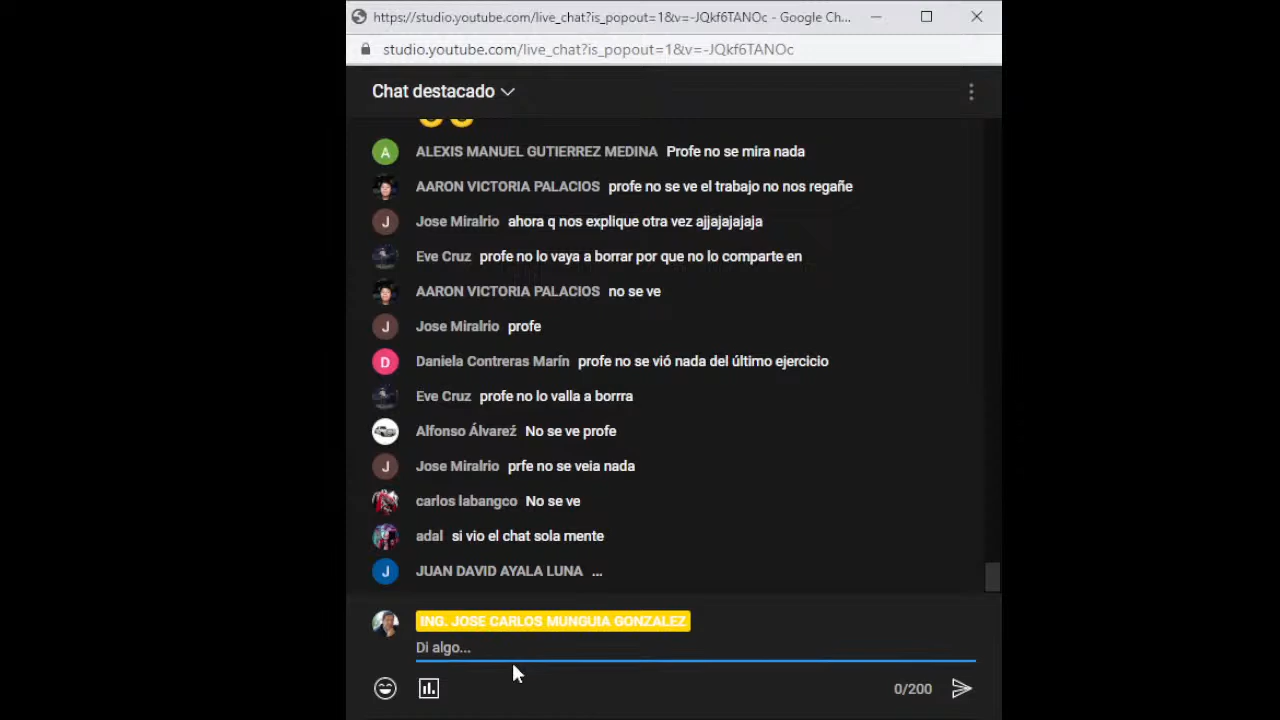 https://studio.youtube.com/live_chat?is_popout=1&v=-JQkf6TANOc - Google Ch...
studio.youtube.com/live_chat?is_popout=1&v=-JQkf6TANOc
Chat destacado
A ALEXIS MANUEL GUTIERREZ MEDINA Profe no se mira nada
AARON VICTORIA PALACIOS profe no se ve el trabajo no nos regañe
J Jose Miralrio ahora q nos explique otra vez ajjajajajaja
Eve Cruz profe no lo vaya a borrar por que no lo comparte en
AARON VICTORIA PALACIOS no se ve
J Jose Miralrio profe
D Daniela Contreras Marín profe no se vió nada del último ejercicio
Eve Cruz profe no lo valla a borrra
Alfonso Álvareź No se ve profe
J Jose Miralrio prfe no se veia nada
carlos labangco No se ve
adal si vio el chat sola mente
J JUAN DAVID AYALA LUNA ...
ING. JOSE CARLOS MUNGUIA GONZALEZ
Di algo...
0/200